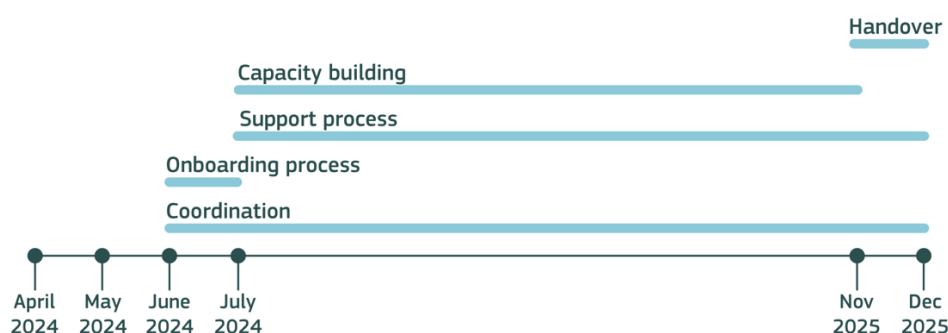 Handover
Capacity building
Support process
Onboarding process
Coordination
April May June July Nov Dec
2024 2024 2024 2024 2025 2025